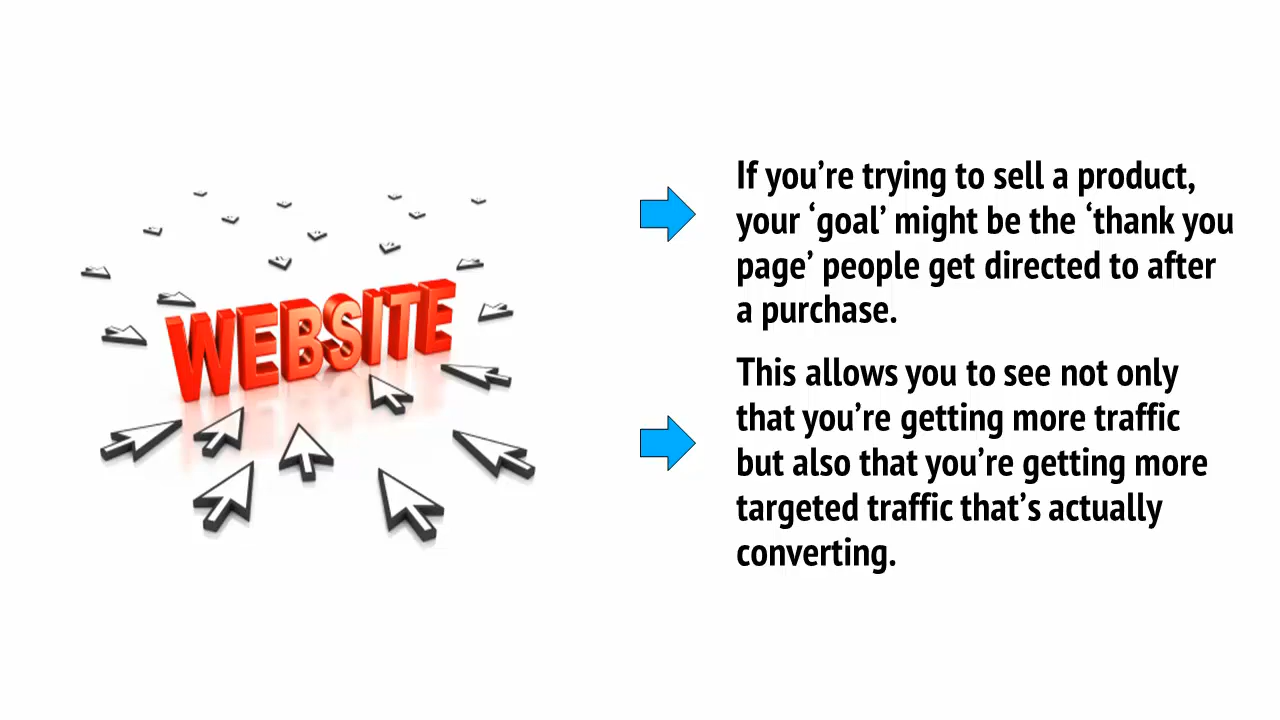 WEBSITE
If you’re trying to sell a product,
your ‘goal’ might be the ‘thank you
page’ people get directed to after
a purchase.
This allows you to see not only
that you’re getting more traffic
but also that you’re getting more
targeted traffic that’s actually
converting.